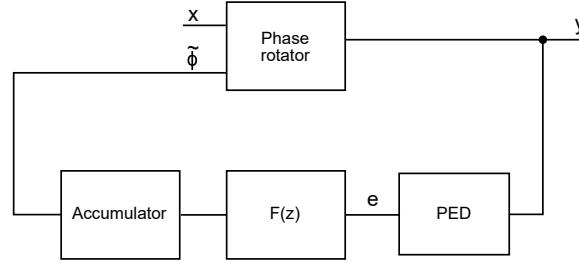 x
Phase
rotator
y
ϕ̃
Accumulator
F(z)
e
PED